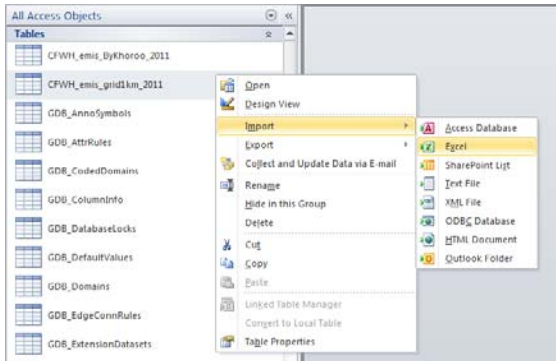 All Access Objects
Tables
CFWH_emis_ByKhoroo_2011
CFWH_emis_grid1km_2011
GDB_AnnoSymbols
GDB_AttrRules
GDB_CodedDomains
GDB_ColumnInfo
GDB_DatabaseLocks
GDB_DefaultValues
GDB_Domains
GDB_EdgeConnRules
GDB_ExtensionDatasets
Open
Design View
Import
Export
Collect and Update Data via E-mail
Rename
Hide in this Group
Delete
Cut
Copy
Paste
Linked Table Manager
Convert to Local Table
Table Properties
Access Database
Excel
SharePoint List
Text File
XML File
ODBC Database
HTML Document
Outlook Folder